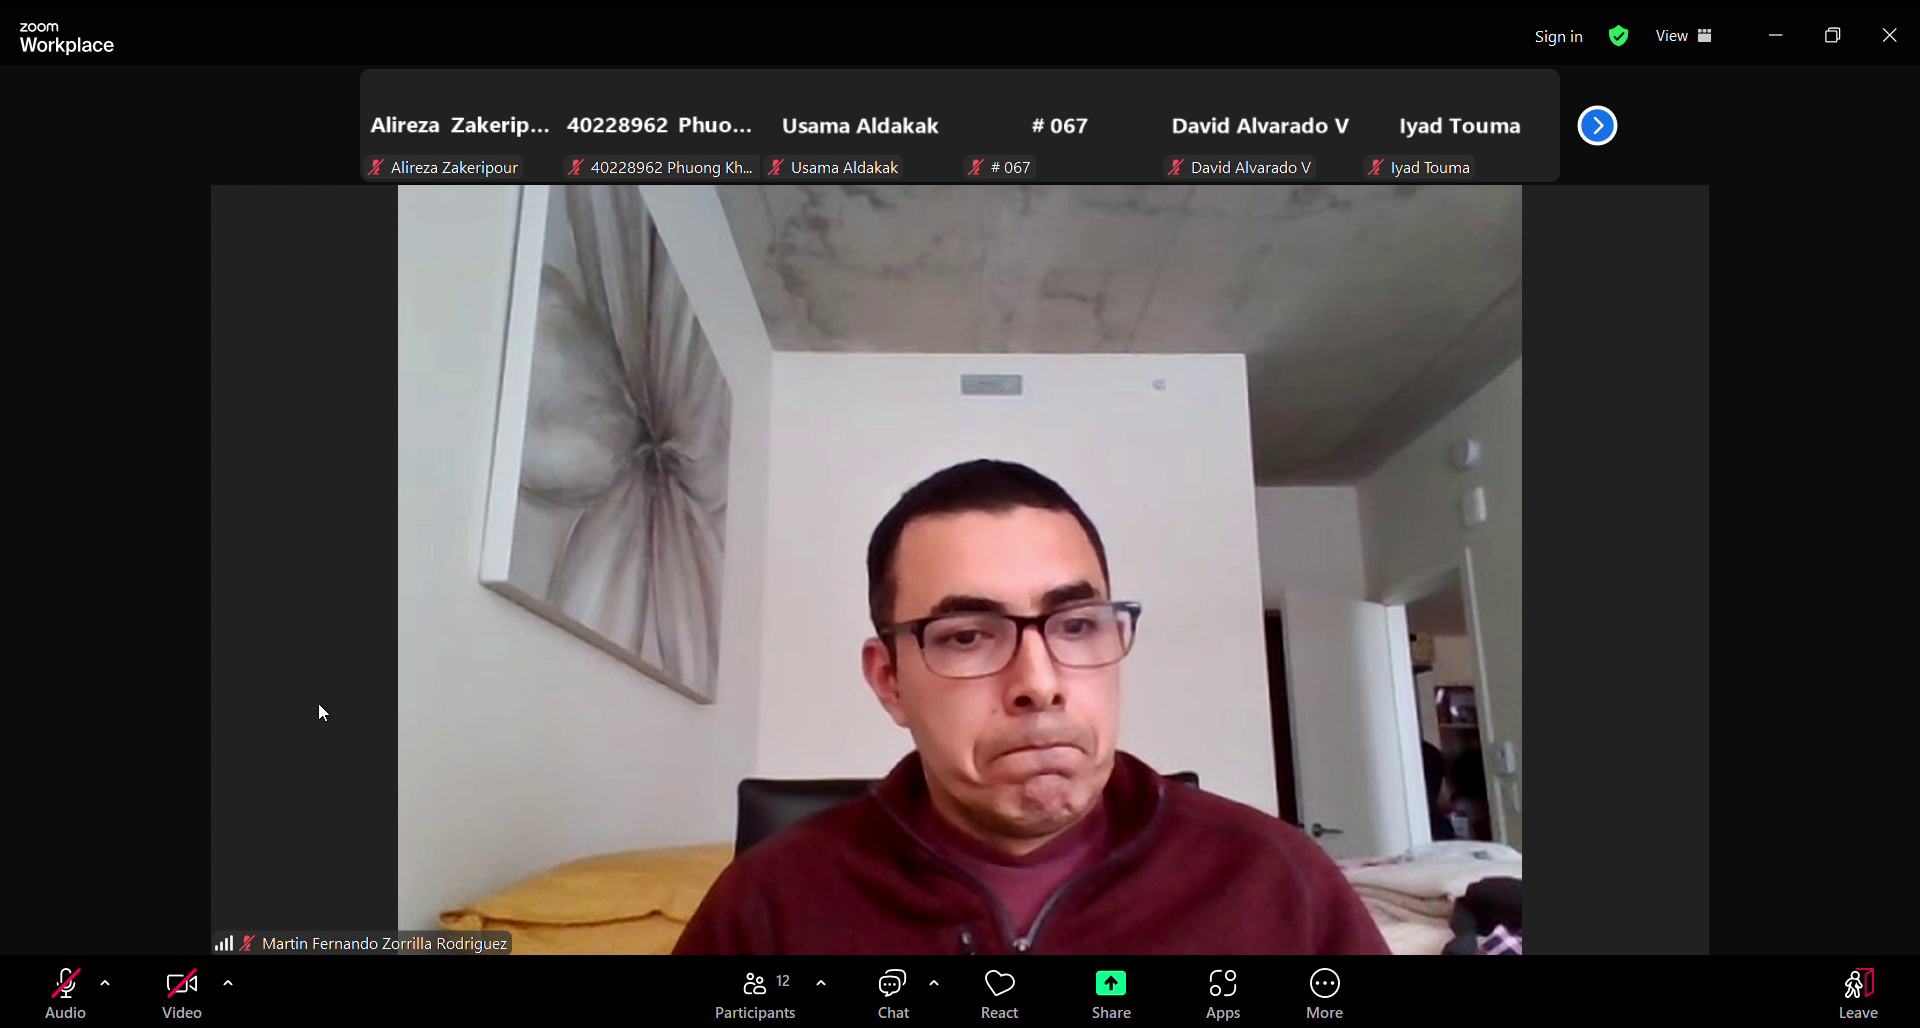 zoom
Workplace
Sign in
View
Alireza Zakerip...
40228962 Phuo...
Usama Aldakak
# 067
David Alvarado V
Iyad Touma
Alireza Zakeripour
40228962 Phuong Kh...
Usama Aldakak
# 067
David Alvarado V
Iyad Touma
Martin Fernando Zorrilla Rodriguez
12
Audio
Video
Participants
Chat
React
Share
Apps
More
Leave